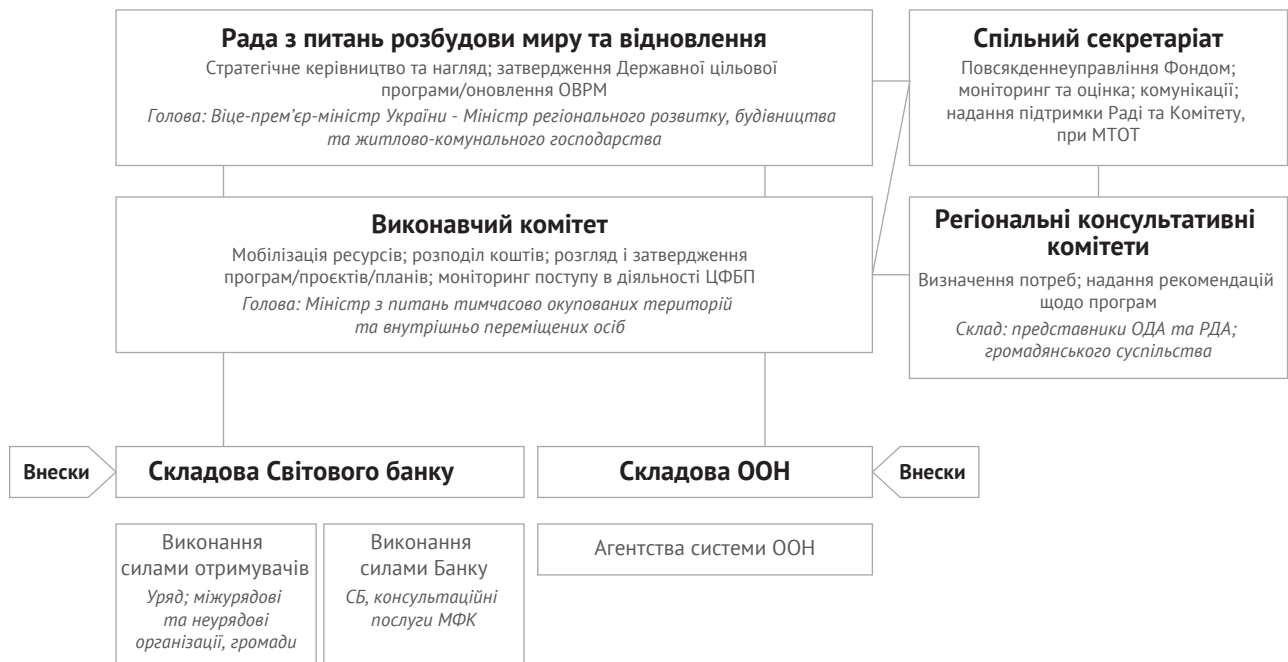 Рада з питань розбудови миру та відновлення
Стратегічне керівництво та нагляд; затвердження Державної цільової
програми/оновлення ОВРМ
Голова: Віце-прем’єр-міністр України - Міністр регіонального розвитку, будівництва
та житлово-комунального господарства
Спільний секретаріат
Повсякденнеуправління Фондом;
моніторинг та оцінка; комунікації;
надання підтримки Раді та Комітету,
при МТОТ
Виконавчий комітет
Мобілізація ресурсів; розподіл коштів; розгляд і затвердження
програм/проєктів/планів; моніторинг поступу в діяльності ЦФБП
Голова: Міністр з питань тимчасово окупованих територій
та внутрішньо переміщених осіб
Регіональні консультативні
комітети
Визначення потреб; надання рекомендацій
щодо програм
Склад: представники ОДА та РДА;
громадянського суспільства
Внески
Складова Світового банку
Складова ООН
Внески
Виконання
силами отримувачів
Уряд; міжурядові
та неурядові
організації, громади
Виконання
силами Банку
СБ, консультаційні
послуги МФК
Агентства системи ООН